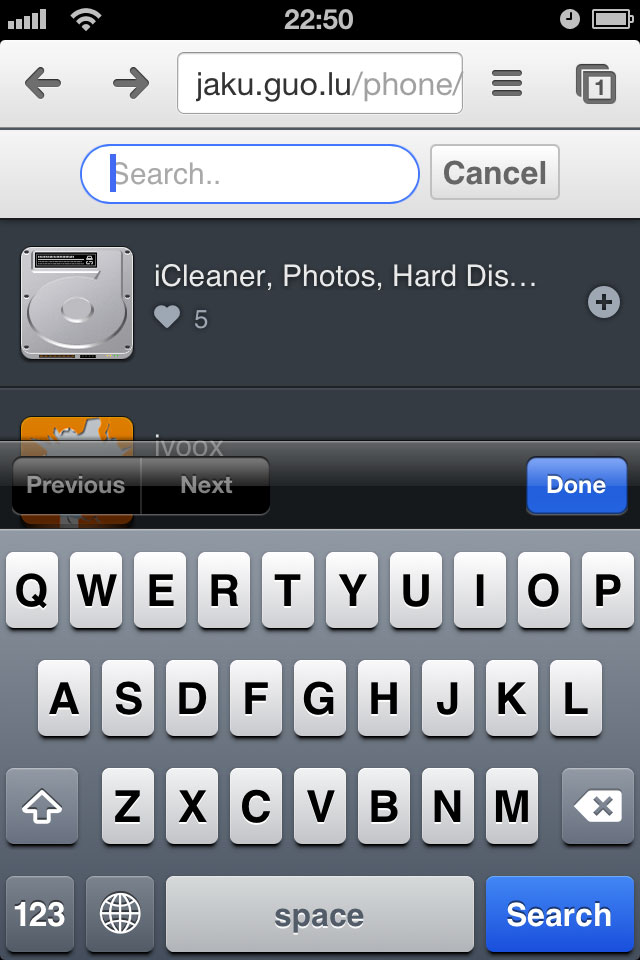 22:50
jaku.guo.lu/phone/
1
Search..
Cancel
iCleaner, Photos, Hard Dis...
5
ivoox
Previous Next Done
Q W E R T Y U I O P
A S D F G H J K L
Z X C V B N M
123 space Search